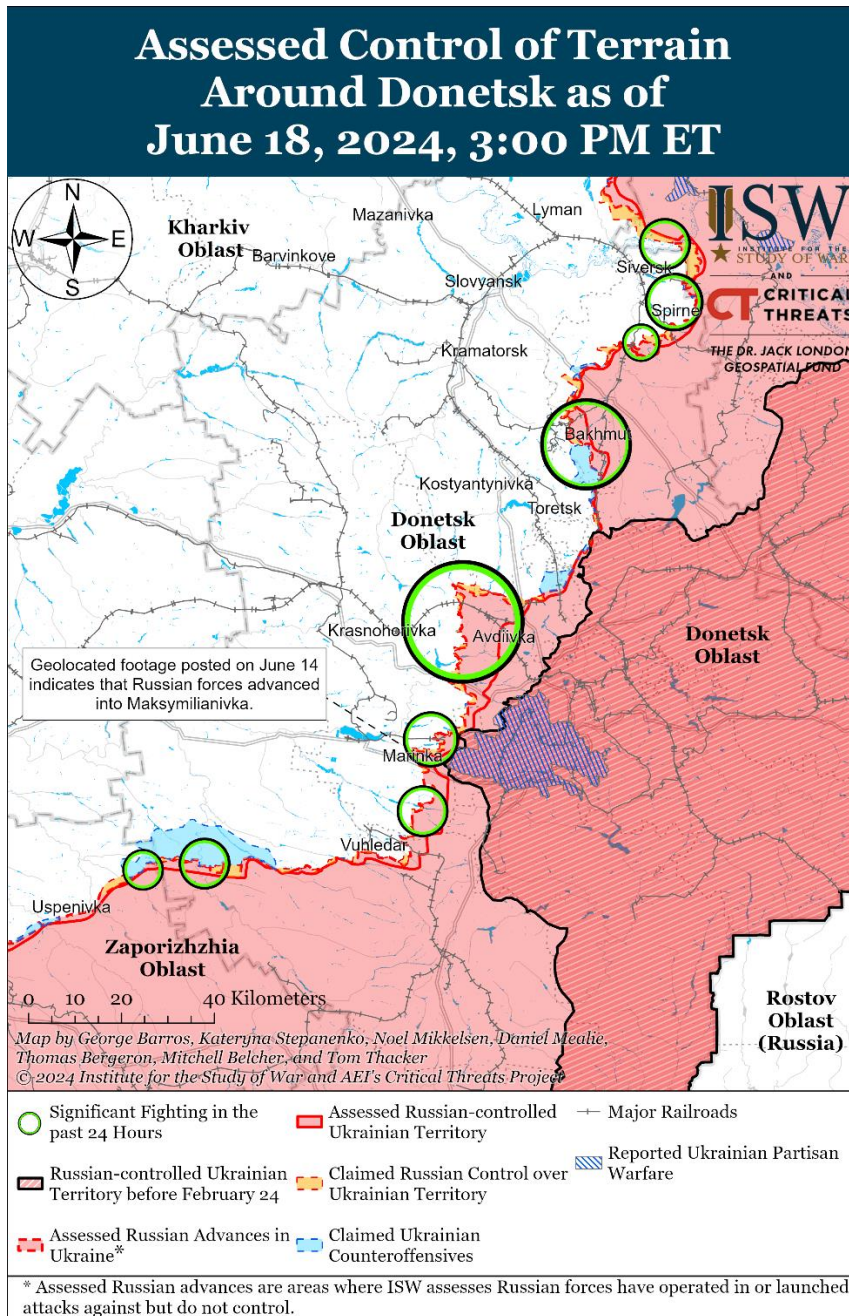 Assessed Control of Terrain
Around Donetsk as of
June 18, 2024, 3:00 PM ET
N
W E
S
Kharkiv
Oblast
Mazanivka
Lyman
Barvinkove
Slovyansk
Siversk
Spirne
Kramatorsk
ISW
INSTITUTE FOR THE
STUDY OF WAR
AND
CT CRITICAL
THREATS
THE DR. JACK LONDON
GEOSPATIAL FUND
Bakhmut
Kostyantynivka
Toretsk
Donetsk
Oblast
Krasnohorivka
Avdiivka
Donetsk
Oblast
Geolocated footage posted on June 14
indicates that Russian forces advanced
into Maksymilianivka.
Marinka
Vuhledar
Uspenivka
Zaporizhzhia
Oblast
Rostov
Oblast
(Russia)
0 20 40 Kilometers
Map by George Barros, Kateryna Stepanenko, Noel Mikkelsen, Daniel Mealie,
Thomas Bergeron, Mitchell Belcher, and Tom Thacker
© 2024 Institute for the Study of War and AEI's Critical Threats Project
Significant Fighting in the
past 24 Hours
Russian-controlled Ukrainian
Territory before February 24
Assessed Russian Advances in
Ukraine*
Assessed Russian-controlled
Ukrainian Territory
Claimed Russian Control over
Ukrainian Territory
Claimed Ukrainian
Counteroffensives
Major Railroads
Reported Ukrainian Partisan
Warfare
* Assessed Russian advances are areas where ISW assesses Russian forces have operated in or launched
attacks against but do not control.